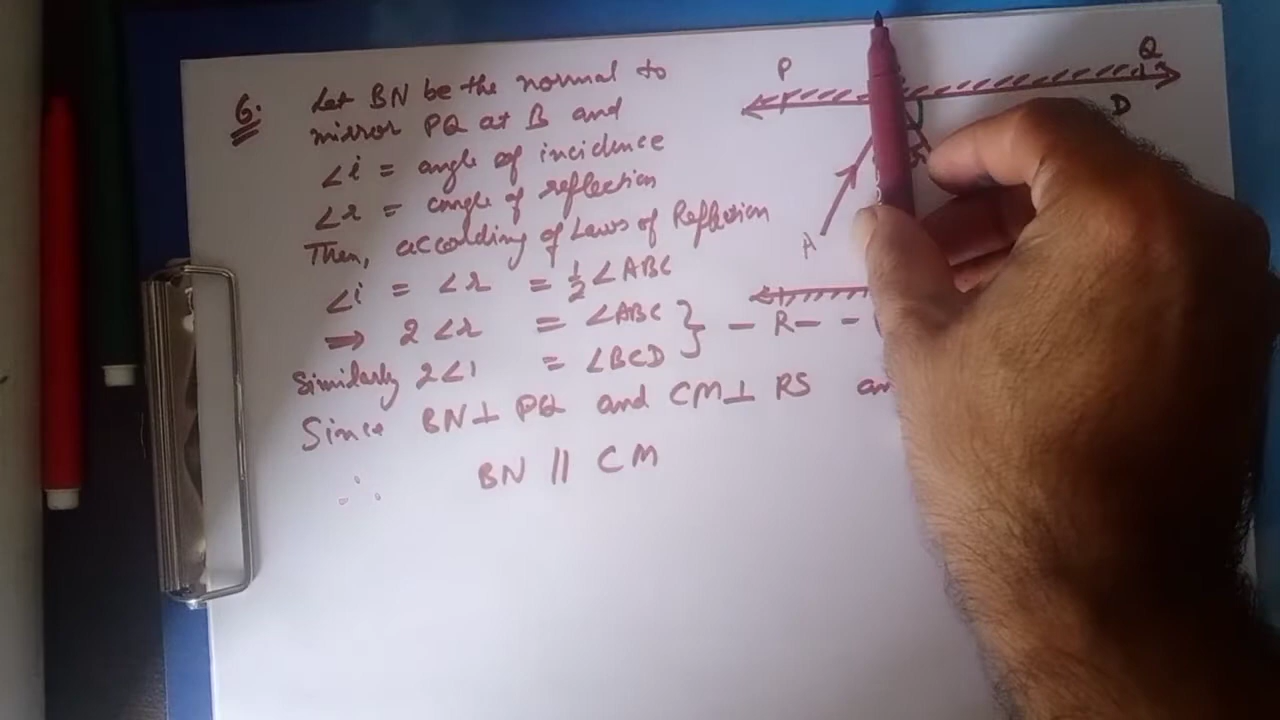 6. Let BN be the normal to
mirror PQ at B and
∠i = angle of incidence
∠r = angle of reflection
Then, according of Laws of Reflection
∠i = ∠r = 1/2 ∠ABC
⇒ 2∠r = ∠ABC
Similarly 2∠1 = ∠BCD } — R — -
Since BN ⊥ PQ and CM ⊥ RS an
∴ BN || CM
P
Q
D
A